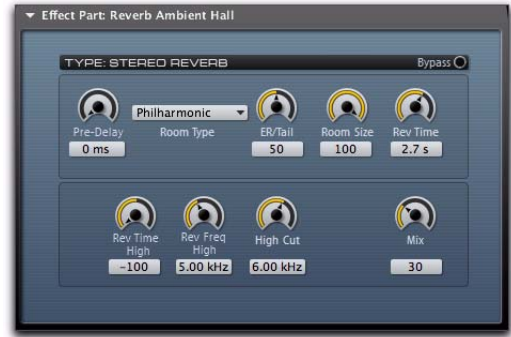 Effect Part: Reverb Ambient Hall
TYPE: STEREO REVERB
Bypass
Philharmonic
Pre-Delay
Room Type
ER/Tail
Room Size
Rev Time
0 ms
50
100
2.7 s
Rev Time
High
Rev Freq
High
High Cut
Mix
-100
5.00 kHz
6.00 kHz
30